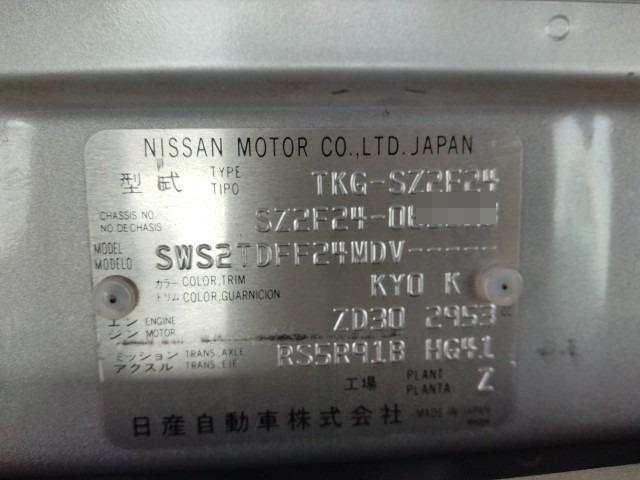 NISSAN MOTOR CO.,LTD. JAPAN
型式 TYPE TIPO TKG-SZ2F24
CHASSIS NO. NO.DE CHASIS SZ2F24-0
MODEL MODELO SWS2TDFF24MDV-------
カラー COLOR,TRIM トリム COLOR,GUARNICION KY0 K
エンジン ENGINE MOTOR ZD30 2953 CC
ミッション アクスル TRANS.,AXLE TRANS.,EJE RS5R91B HG41
工場 PLANT PLANTA Z
日産自動車株式会社 MADE IN JAPAN